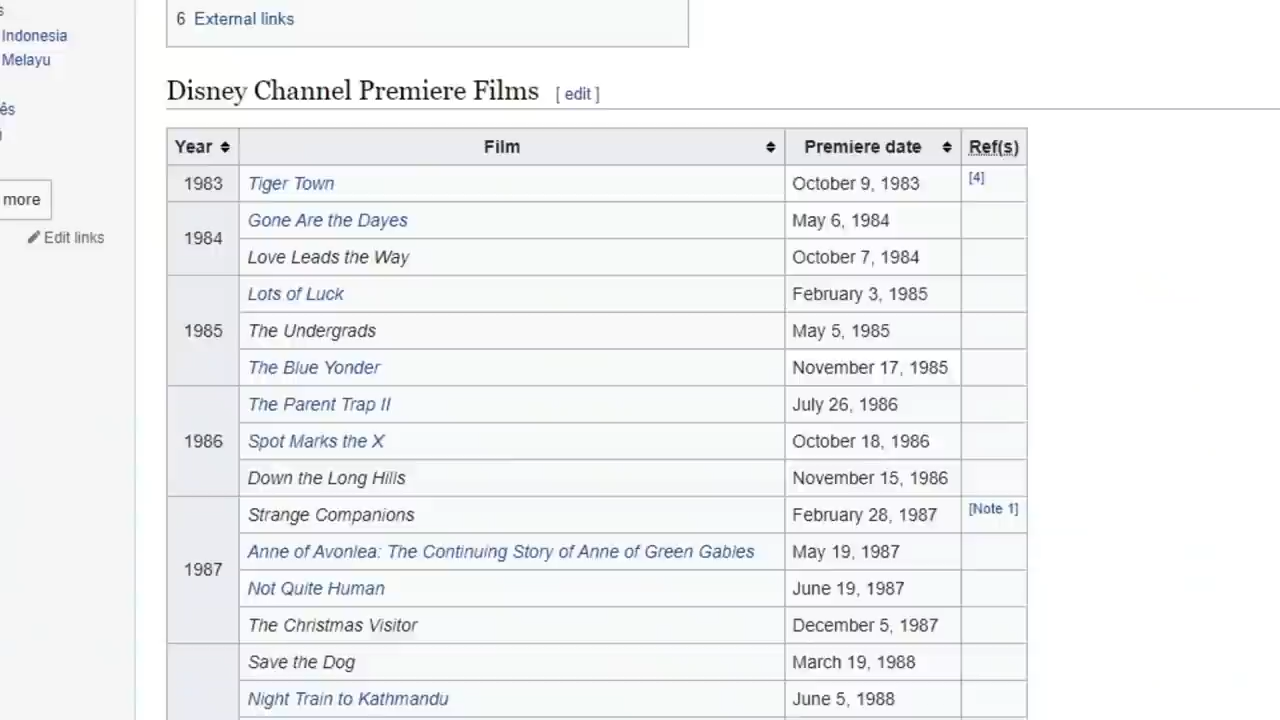 s
Indonesia
Melayu
ês
more
Edit links
6 External links
Disney Channel Premiere Films [ edit ]
Year Film Premiere date Ref(s)
1983 Tiger Town October 9, 1983 [4]
1984 Gone Are the Dayes May 6, 1984
Love Leads the Way October 7, 1984
1985 Lots of Luck February 3, 1985
The Undergrads May 5, 1985
The Blue Yonder November 17, 1985
1986 The Parent Trap II July 26, 1986
Spot Marks the X October 18, 1986
Down the Long Hills November 15, 1986
1987 Strange Companions February 28, 1987 [Note 1]
Anne of Avonlea: The Continuing Story of Anne of Green Gables May 19, 1987
Not Quite Human June 19, 1987
The Christmas Visitor December 5, 1987
Save the Dog March 19, 1988
Night Train to Kathmandu June 5, 1988